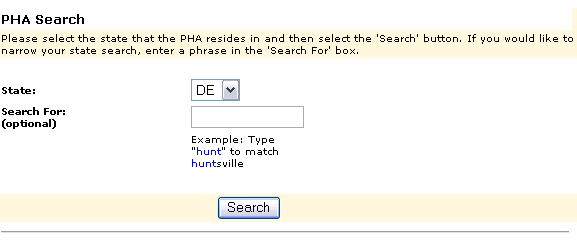 PHA Search
Please select the state that the PHA resides in and then select the 'Search' button. If you would like to
narrow your state search, enter a phrase in the 'Search For' box.
State:
DE
Search For:
(optional)
Example: Type
"hunt" to match
huntsville
Search